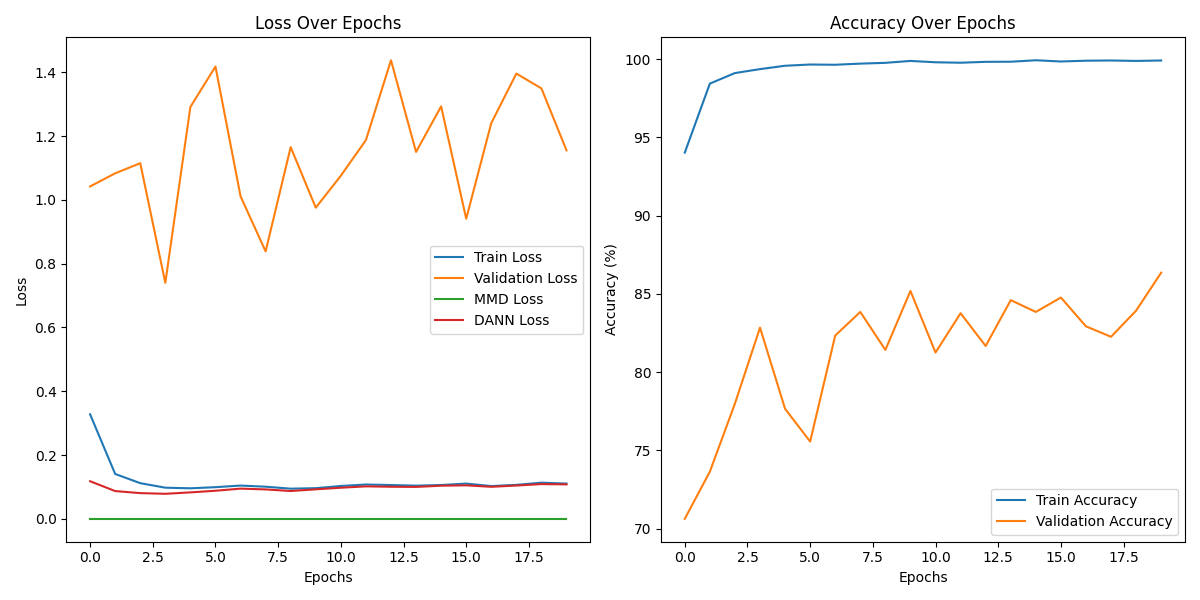 Loss Over Epochs
Loss
1.4
1.2
1.0
0.8
0.6
0.4
0.2
0.0
Train Loss
Validation Loss
MMD Loss
DANN Loss
0.0 2.5 5.0 7.5 10.0 12.5 15.0 17.5
Epochs
Accuracy Over Epochs
Accuracy (%)
100
95
90
85
80
75
70
Train Accuracy
Validation Accuracy
0.0 2.5 5.0 7.5 10.0 12.5 15.0 17.5
Epochs